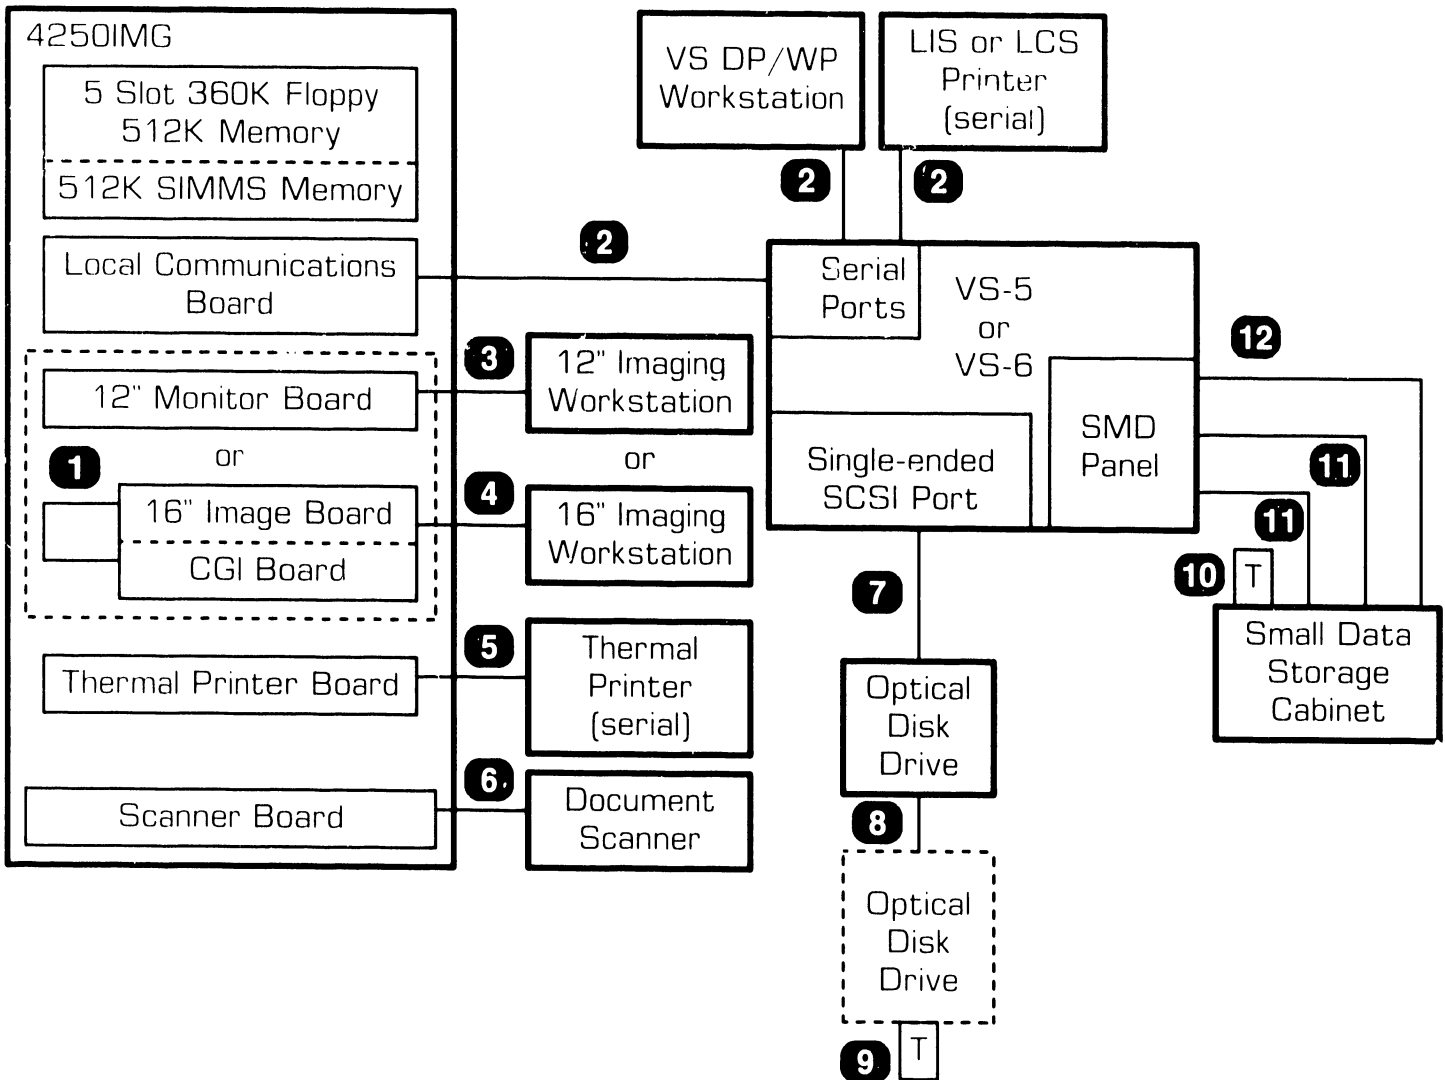 4250IMG
5 Slot 360K Floppy
512K Memory
512K SIMMS Memory
Local Communications
Board
12" Monitor Board
or
1
16" Image Board
CGI Board
Thermal Printer Board
Scanner Board
VS DP/WP
Workstation
LIS or LCS
Printer
(serial)
2
2
2
Serial
Ports
VS-5
or
VS-6
SMD
Panel
Single-ended
SCSI Port
3
12" Imaging
Workstation
or
4
16" Imaging
Workstation
5
Thermal
Printer
(serial)
6
Document
Scanner
7
Optical
Disk
Drive
8
Optical
Disk
Drive
9
T
12
11
11
10
T
Small Data
Storage
Cabinet